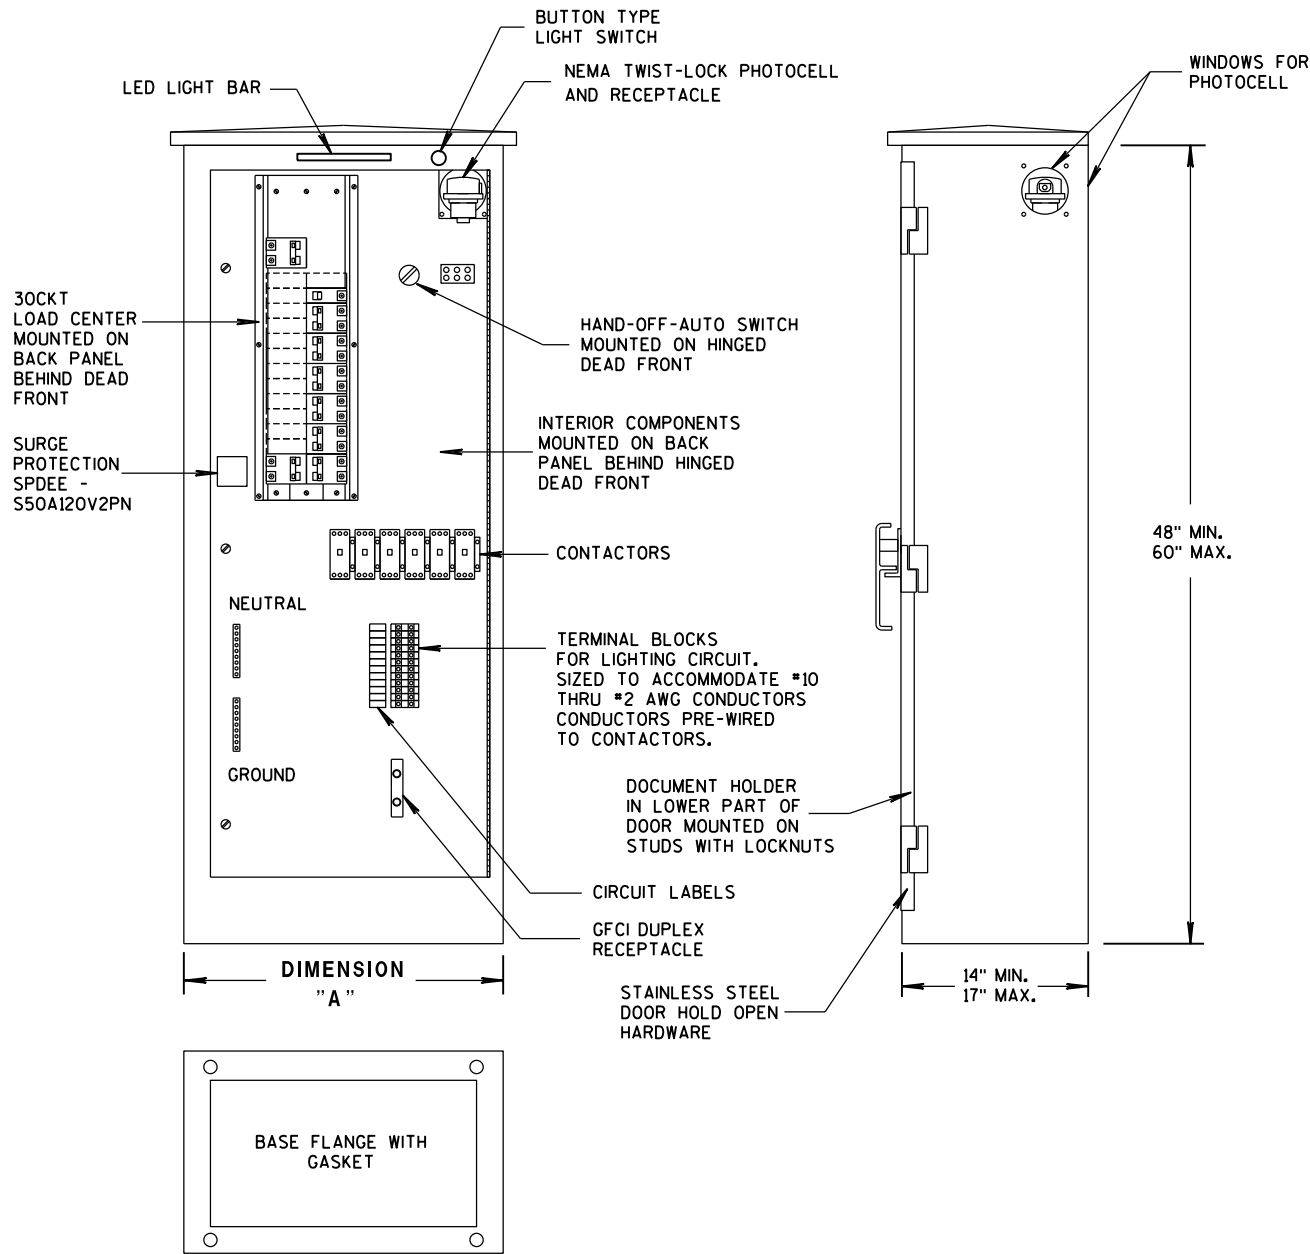 BUTTON TYPE
LIGHT SWITCH
NEMA TWIST-LOCK PHOTOCELL
AND RECEPTACLE
LED LIGHT BAR
WINDOWS FOR
PHOTOCELL
30CKT
LOAD CENTER
MOUNTED ON
BACK PANEL
BEHIND DEAD
FRONT
HAND-OFF-AUTO SWITCH
MOUNTED ON HINGED
DEAD FRONT
SURGE
PROTECTION
SPDEE -
S50A120V2PN
INTERIOR COMPONENTS
MOUNTED ON BACK
PANEL BEHIND HINGED
DEAD FRONT
48" MIN.
60" MAX.
CONTACTORS
NEUTRAL
TERMINAL BLOCKS
FOR LIGHTING CIRCUIT.
SIZED TO ACCOMMODATE #10
THRU #2 AWG CONDUCTORS
CONDUCTORS PRE-WIRED
TO CONTACTORS.
GROUND
DOCUMENT HOLDER
IN LOWER PART OF
DOOR MOUNTED ON
STUDS WITH LOCKNUTS
CIRCUIT LABELS
GFCI DUPLEX
RECEPTACLE
DIMENSION
"A"
14" MIN.
17" MAX.
STAINLESS STEEL
DOOR HOLD OPEN
HARDWARE
BASE FLANGE WITH
GASKET